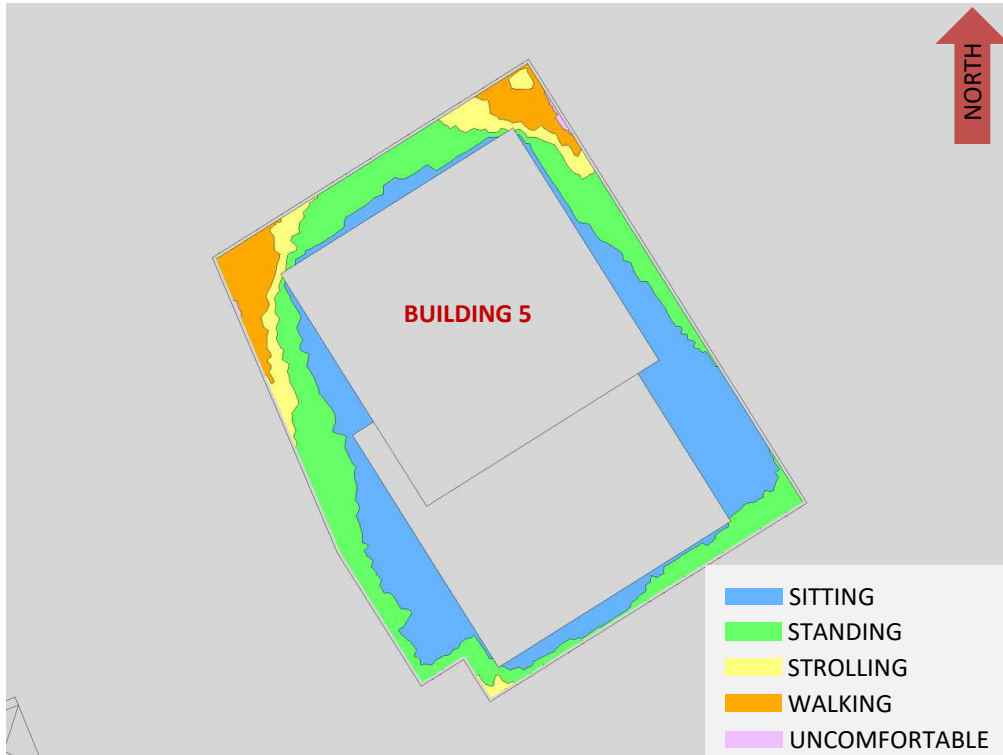 NORTH
BUILDING 5
SITTING
STANDING
STROLLING
WALKING
UNCOMFORTABLE